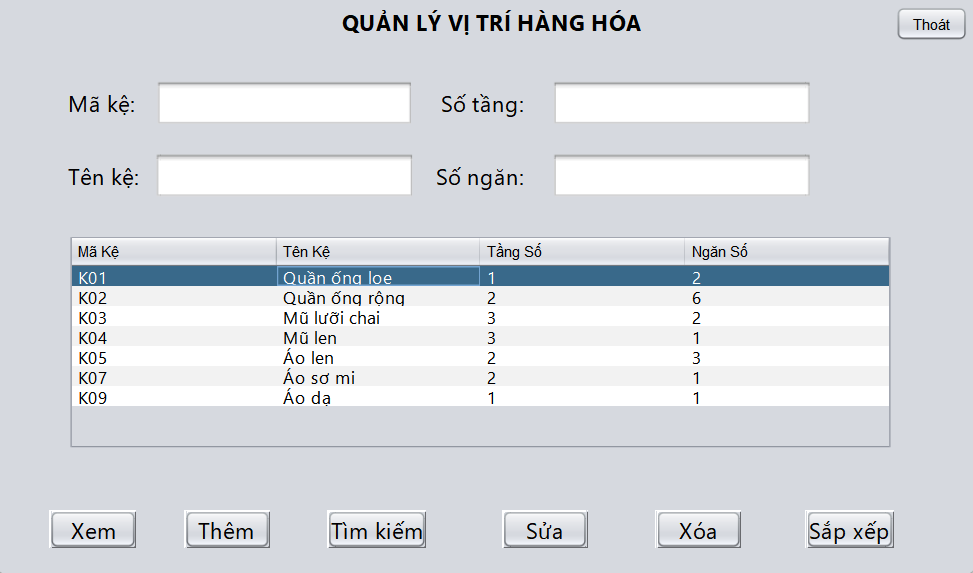 QUẢN LÝ VỊ TRÍ HÀNG HÓA
Thoát
Mã kệ: Số tầng:
Tên kệ: Số ngăn:
Mã Kệ Tên Kệ Tầng Số Ngăn Số
K01 Quần ống loe 1 2
K02 Quần ống rộng 2 6
K03 Mũ lưỡi chai 3 2
K04 Mũ len 3 1
K05 Áo len 2 3
K07 Áo sơ mi 2 1
K09 Áo dạ 1 1
Xem Thêm Tìm kiếm Sửa Xóa Sắp xếp